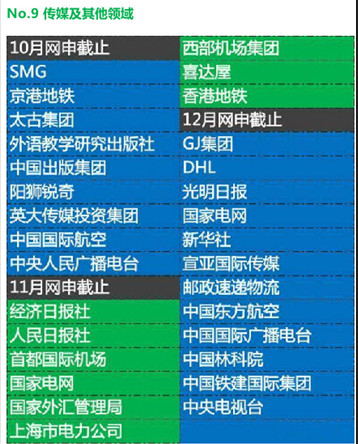 No.9 传媒及其他领域
10月网申截止
SMG
京港地铁
太古集团
外语教学研究出版社
中国出版集团
阳狮锐奇
英大传媒投资集团
中国国际航空
中央人民广播电台
11月网申截止
经济日报社
人民日报社
首都国际机场
国家电网
国家外汇管理局
上海市电力公司
西部机场集团
喜达屋
香港地铁
12月网申截止
GJ集团
DHL
光明日报
国家电网
新华社
宣亚国际传媒
邮政速递物流
中国东方航空
中国国际广播电台
中国林科院
中国铁建国际集团
中央电视台